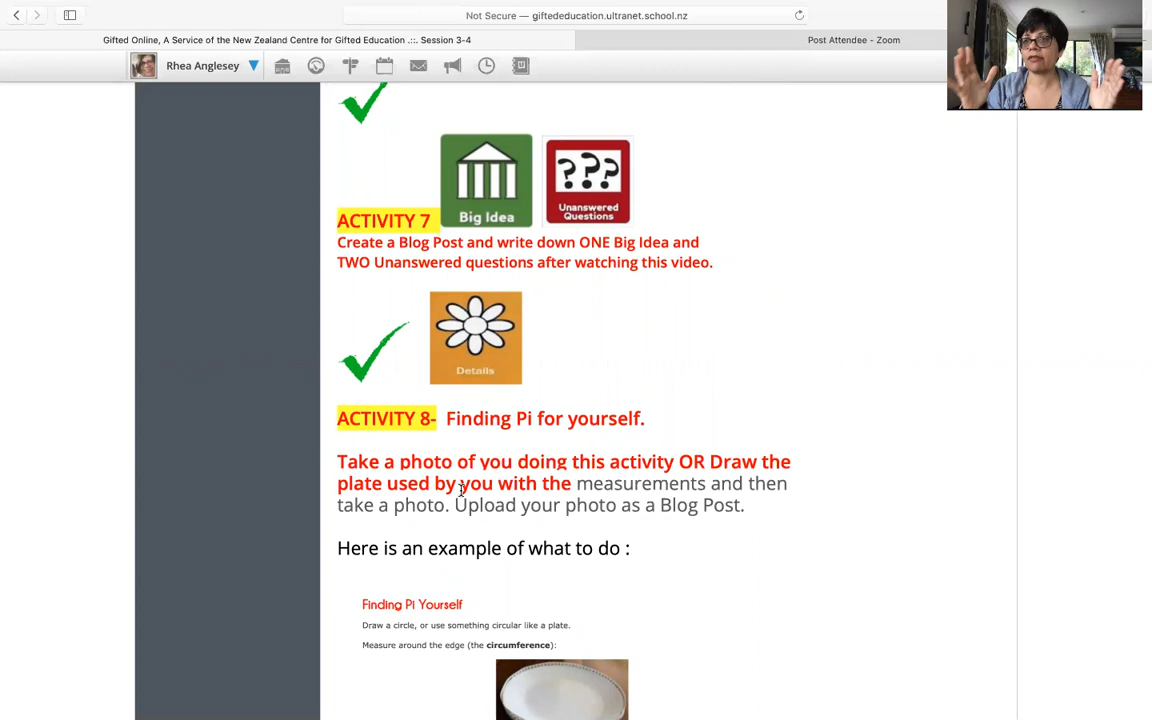 Not Secure — giftededucation.ultranet.school.nz
Gifted Online, A Service of the New Zealand Centre for Gifted Education .::. Session 3-4
Post Attendee - Zoom
Rhea Anglesey
Big Idea
???
Unanswered
Questions
ACTIVITY 7
Create a Blog Post and write down ONE Big Idea and
TWO Unanswered questions after watching this video.
Details
ACTIVITY 8- Finding Pi for yourself.
Take a photo of you doing this activity OR Draw the
plate used by you with the measurements and then
take a photo. Upload your photo as a Blog Post.
Here is an example of what to do :
Finding Pi Yourself
Draw a circle, or use something circular like a plate.
Measure around the edge (the circumference):